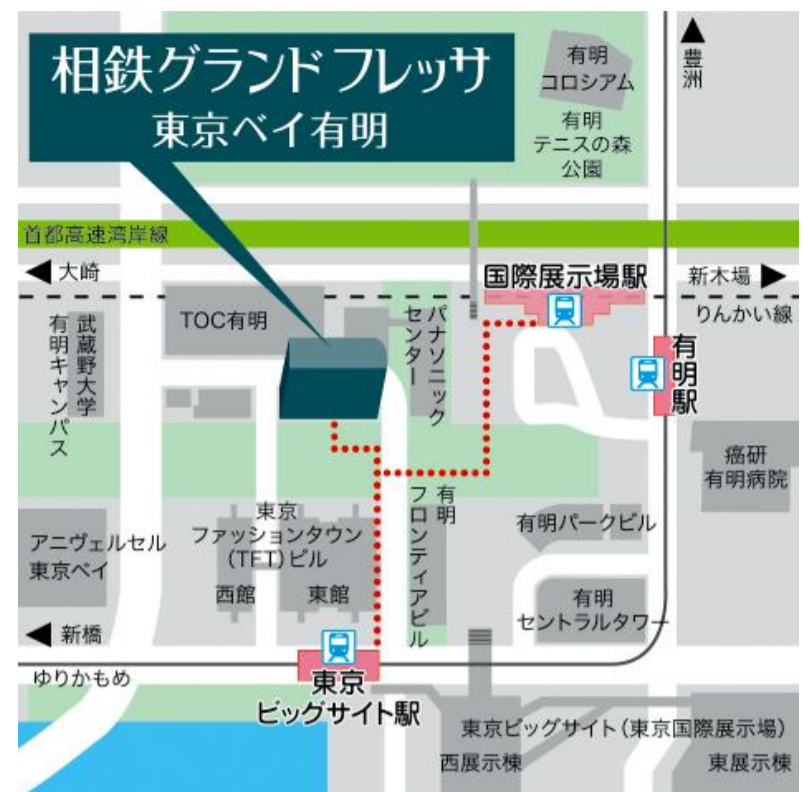 相鉄グランドフレッサ
東京ベイ有明
有明
コロシアム
有明
テニスの森
公園
▲
豊洲
首都高速湾岸線
◀ 大崎
国際展示場駅
新木場 ▶
りんかい線
TOC有明
パナソニック
センター
武蔵野大学
有明キャンパス
有明駅
癌研
有明病院
東京
ファッションタウン
(TFT)ビル
西館
東館
有明
フロンティアビル
有明パークビル
アニヴェルセル
東京ベイ
有明
セントラルタワー
◀ 新橋
ゆりかもめ
東京
ビッグサイト駅
東京ビッグサイト(東京国際展示場)
西展示棟
東展示棟